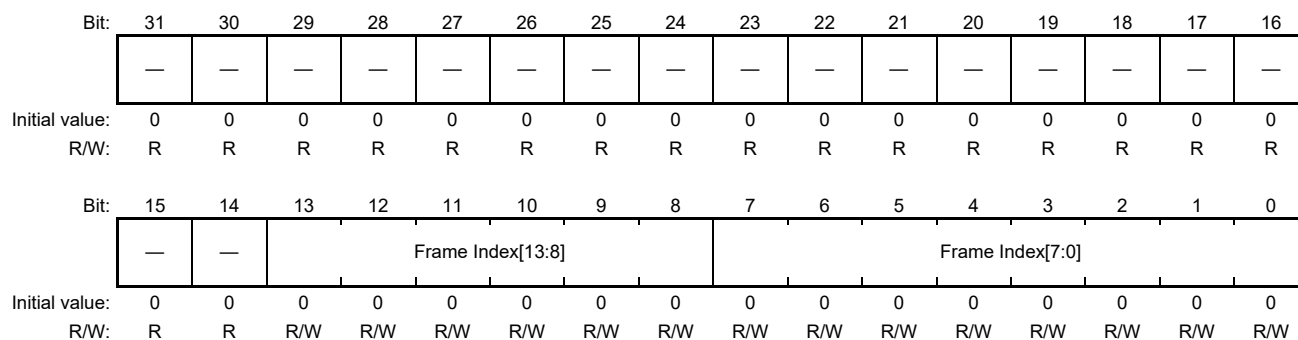 Bit: 31 30 29 28 27 26 25 24 23 22 21 20 19 18 17 16
— — — — — — — — — — — — — — — —
Initial value: 0 0 0 0 0 0 0 0 0 0 0 0 0 0 0 0
R/W: R R R R R R R R R R R R R R R R
Bit: 15 14 13 12 11 10 9 8 7 6 5 4 3 2 1 0
— — Frame Index[13:8] Frame Index[7:0]
Initial value: 0 0 0 0 0 0 0 0 0 0 0 0 0 0 0 0
R/W: R R R/W R/W R/W R/W R/W R/W R/W R/W R/W R/W R/W R/W R/W R/W